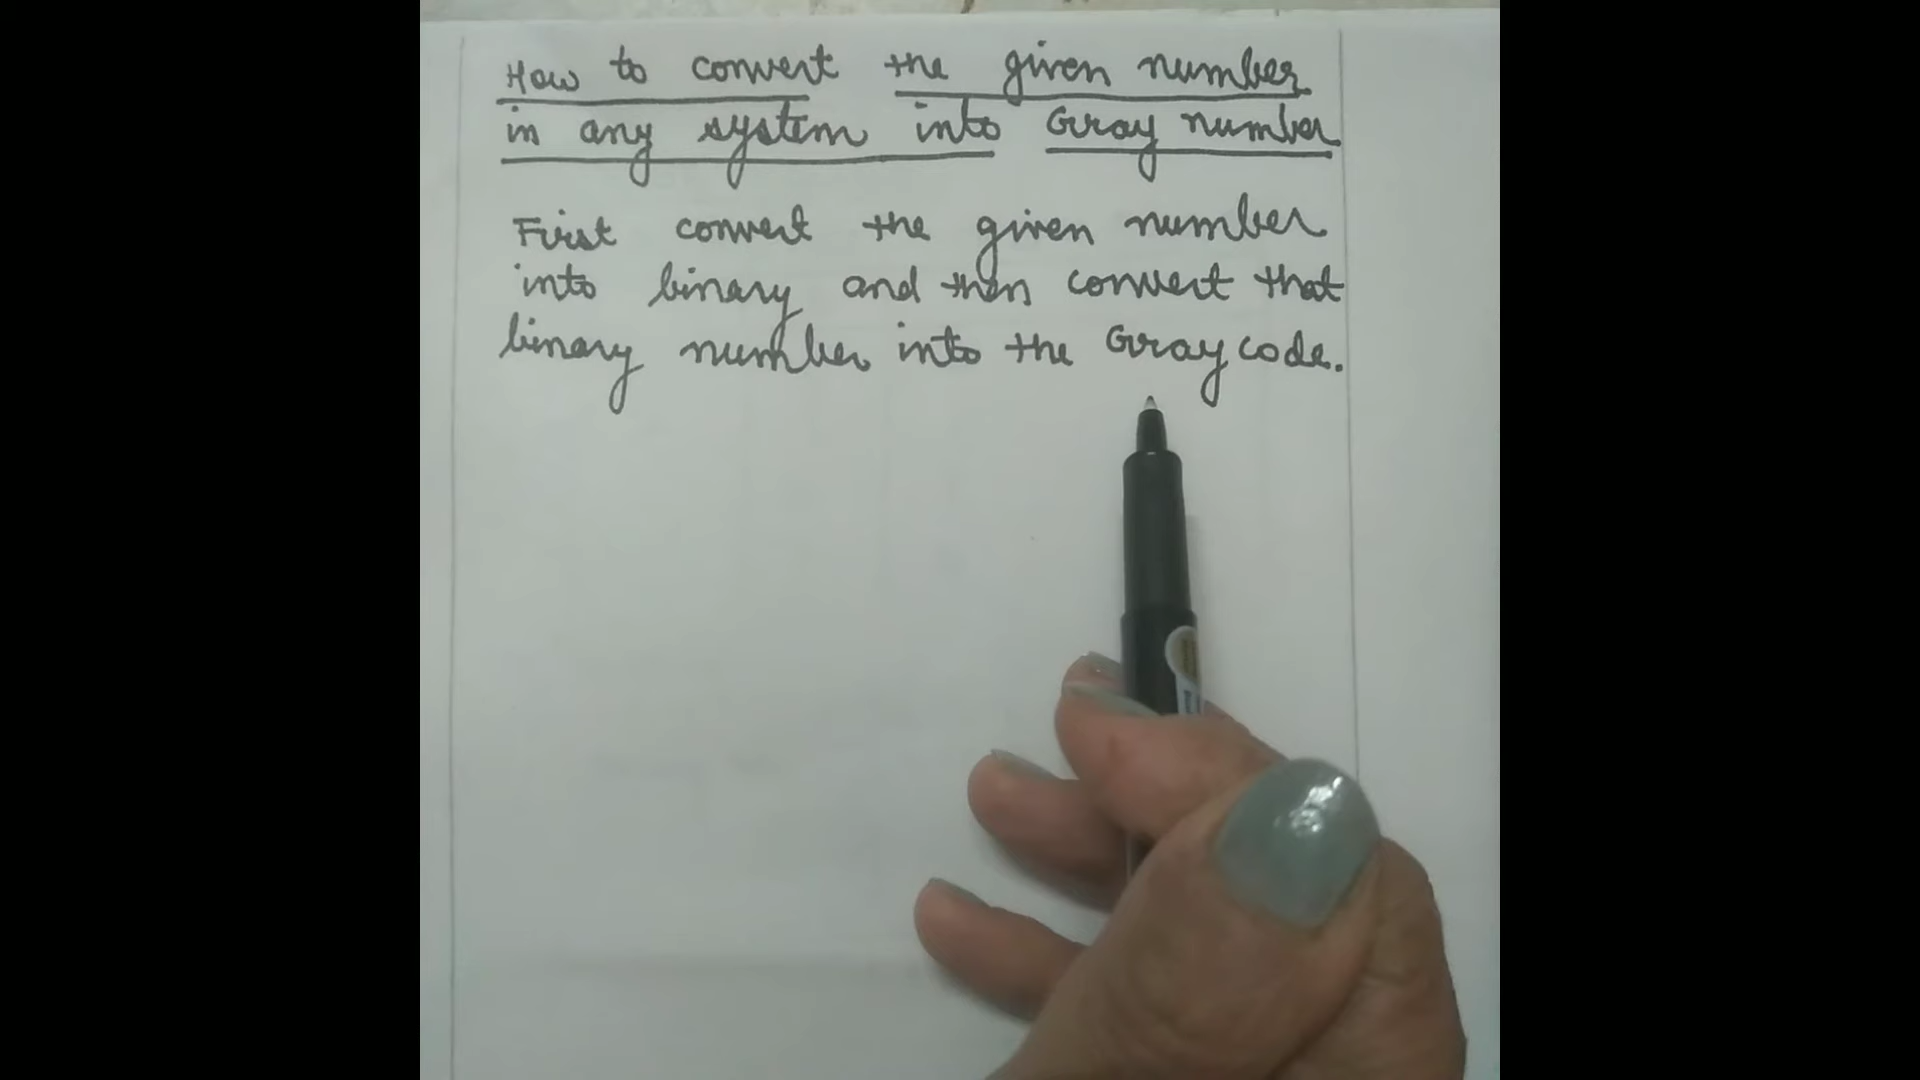 How to convert the given number
in any system into Gray number
First convert the given number
into binary and then convert that
binary number into the Gray code.